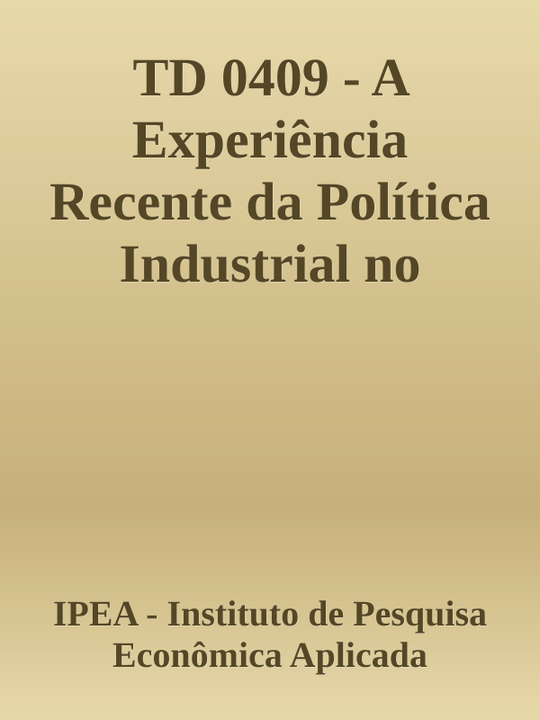 TD 0409 - A
Experiência
Recente da Política
Industrial no
IPEA - Instituto de Pesquisa
Econômica Aplicada